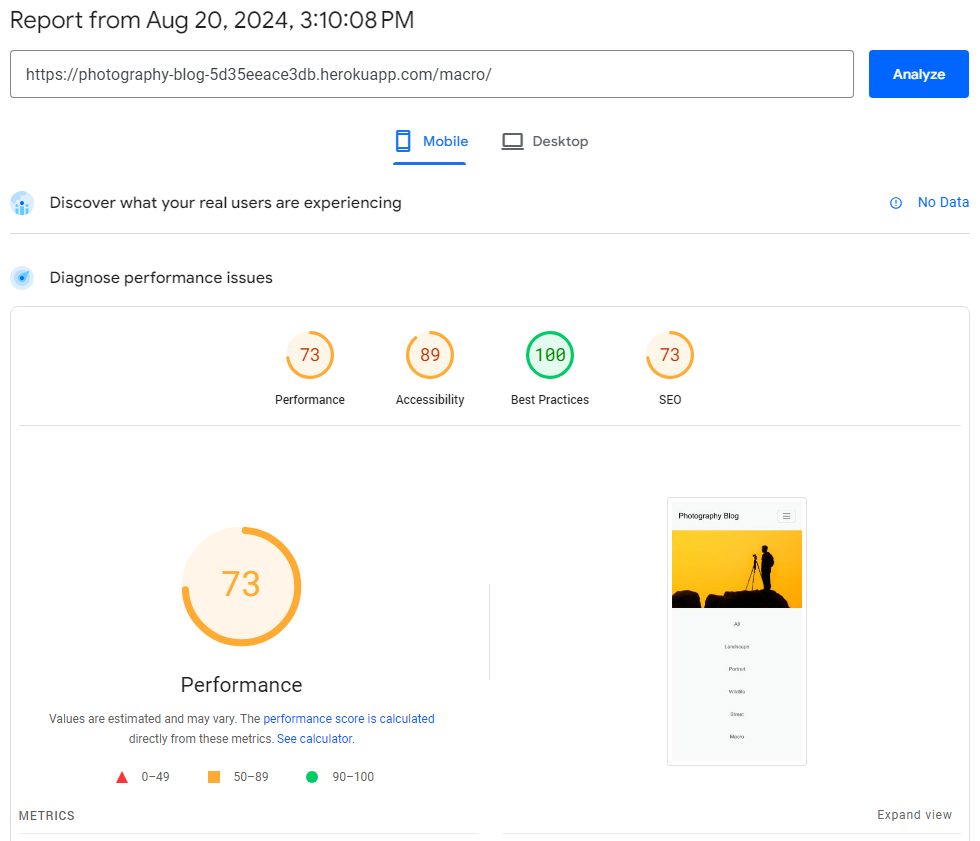 Report from Aug 20, 2024, 3:10:08 PM
https://photography-blog-5d35eeace3db.herokuapp.com/macro/
Analyze
Mobile
Desktop
Discover what your real users are experiencing
No Data
Diagnose performance issues
73
89
100
73
Performance
Accessibility
Best Practices
SEO
Photography Blog
All
Landscape
Portrait
Wildlife
Street
Macro
73
Performance
Values are estimated and may vary. The performance score is calculated
directly from these metrics. See calculator.
0–49
50–89
90–100
METRICS
Expand view